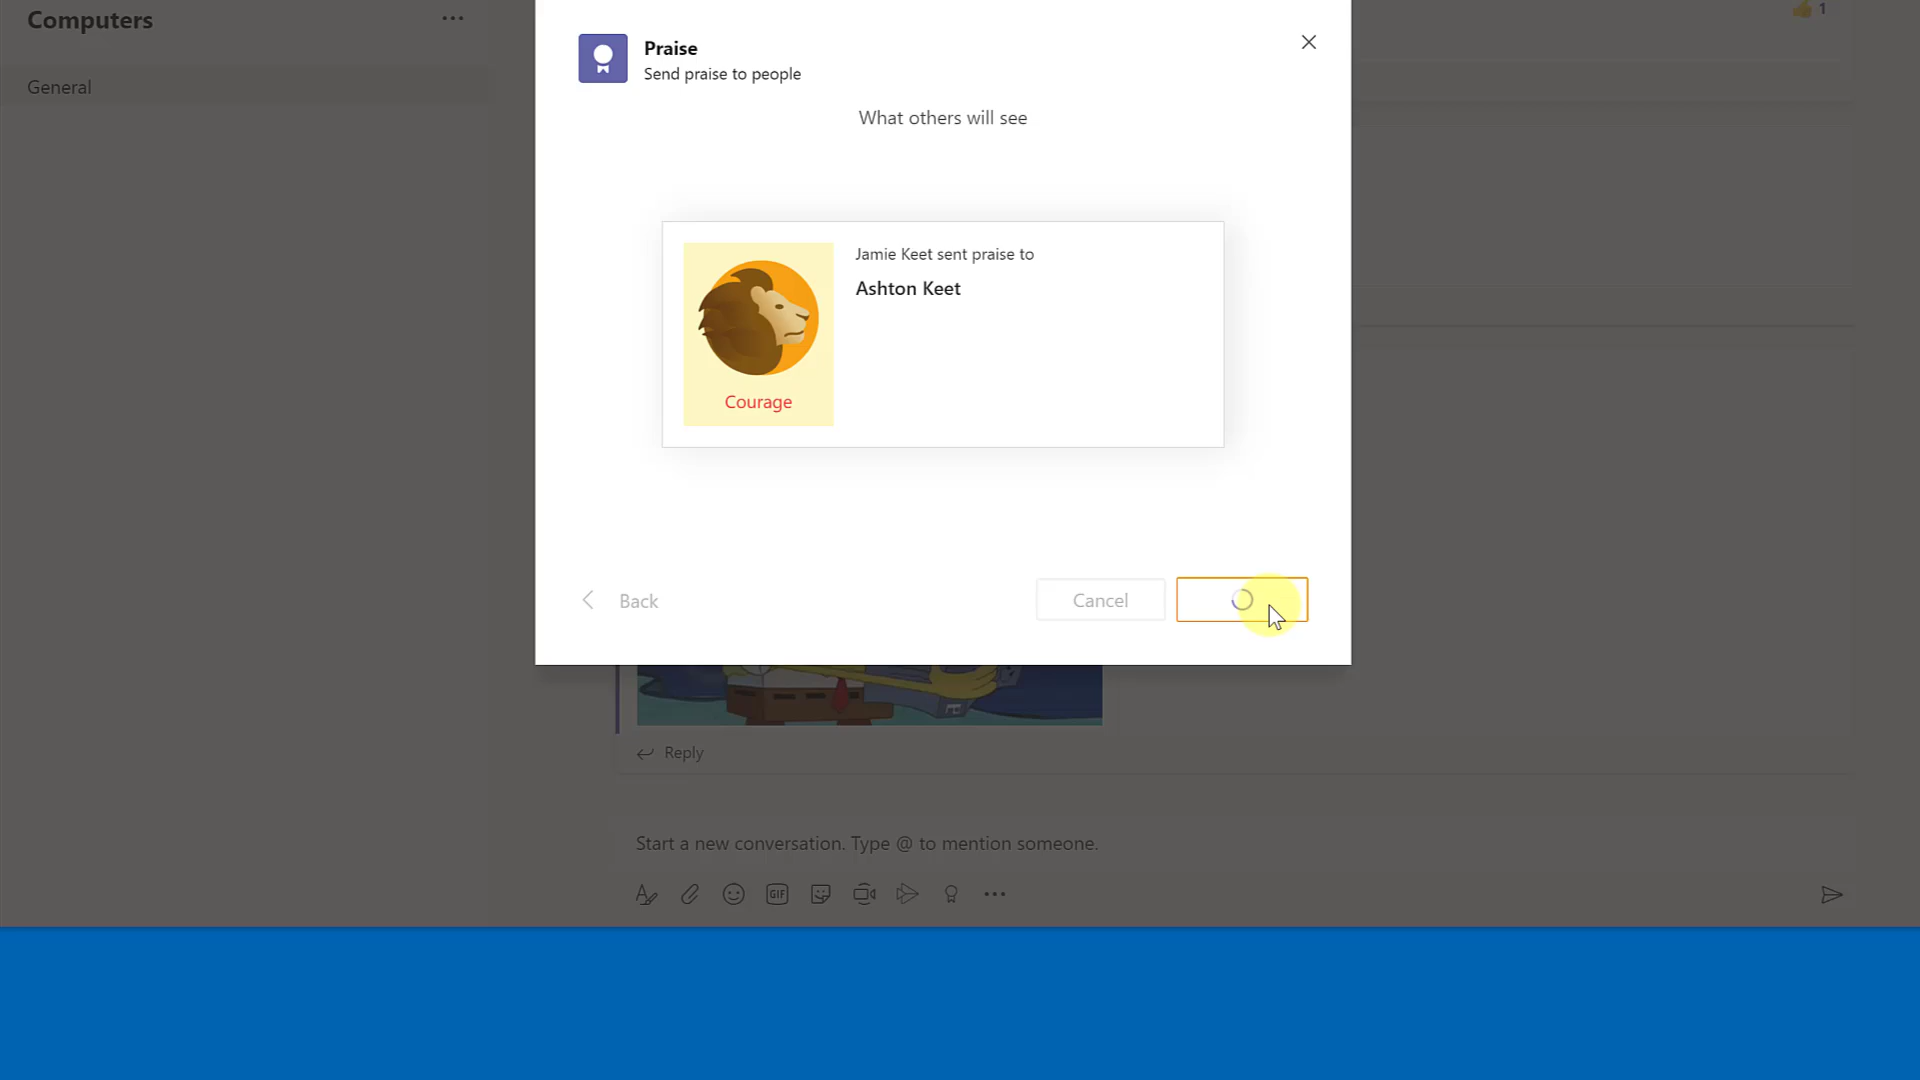 Computers
General
1
Praise
Send praise to people
What others will see
Jamie Keet sent praise to
Ashton Keet
Courage
Back
Cancel
Reply
Start a new conversation. Type @ to mention someone.
GIF